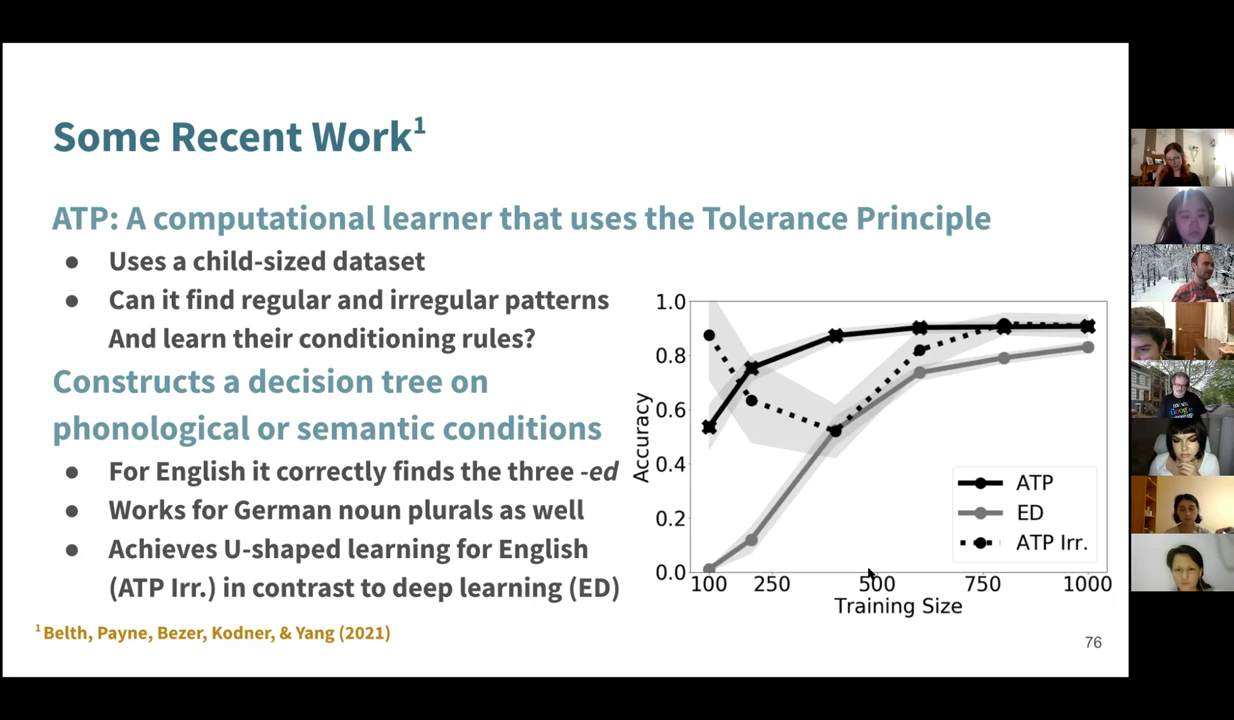 Some Recent Work¹
ATP: A computational learner that uses the Tolerance Principle
● Uses a child-sized dataset
● Can it find regular and irregular patterns
And learn their conditioning rules?
Constructs a decision tree on
phonological or semantic conditions
● For English it correctly finds the three -ed
● Works for German noun plurals as well
● Achieves U-shaped learning for English
(ATP Irr.) in contrast to deep learning (ED)
¹ Belth, Payne, Bezer, Kodner, & Yang (2021)
1.0
0.8
0.6
0.4
0.2
0.0
Accuracy
100 250 500 750 1000
Training Size
ATP
ED
ATP Irr.
76
Google